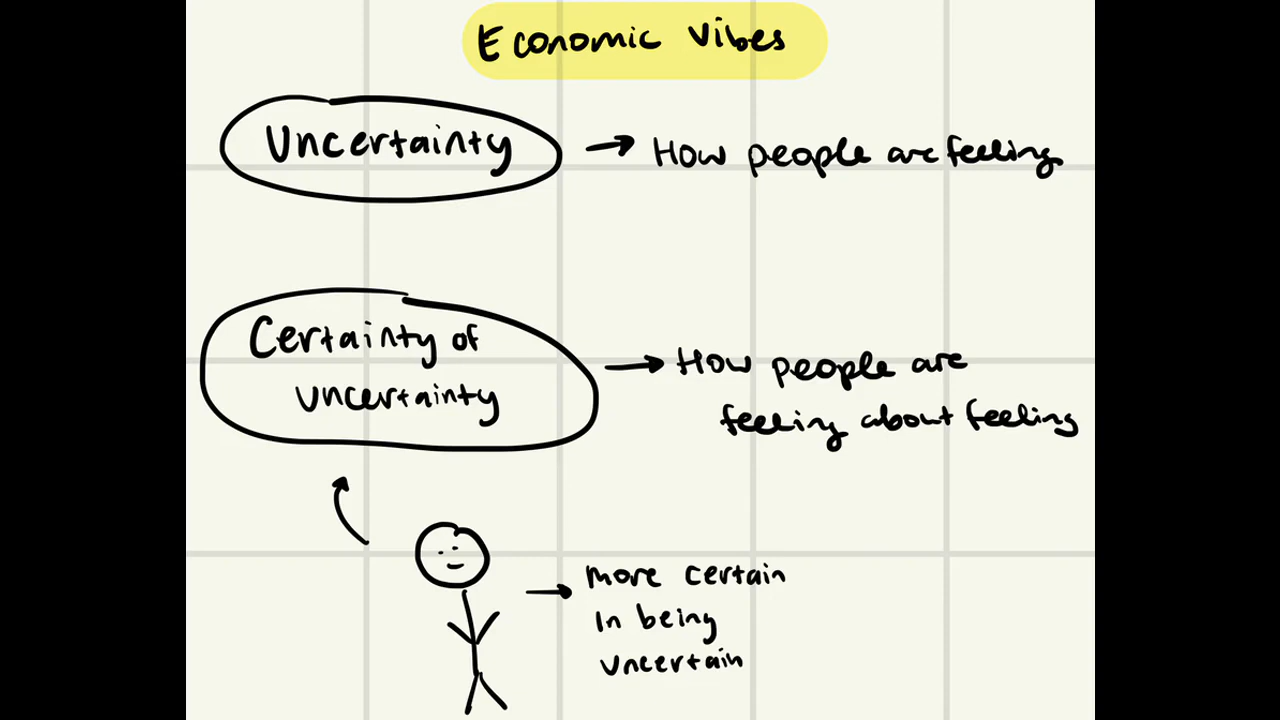 Economic vibes
Uncertainty → How people are feeling
Certainty of
uncertainty → How people are
feeling about feeling
→ more certain
In being
uncertain